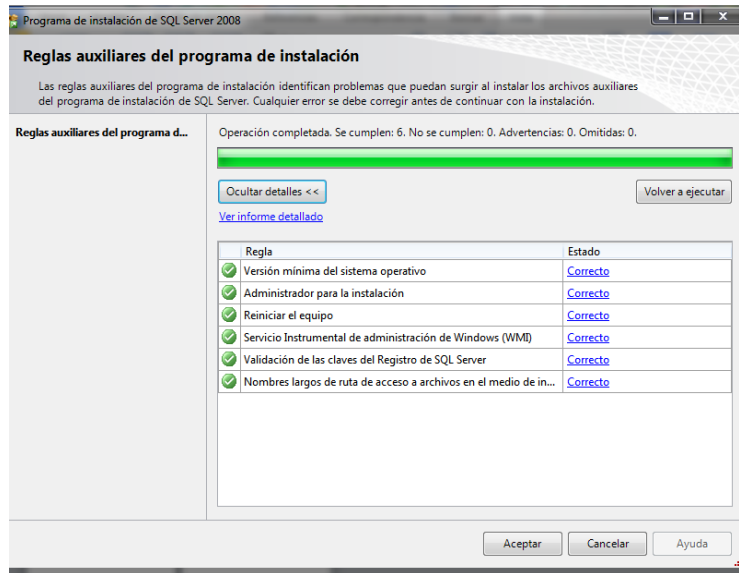 Programa de instalación de SQL Server 2008
Reglas auxiliares del programa de instalación
Las reglas auxiliares del programa de instalación identifican problemas que puedan surgir al instalar los archivos auxiliares
del programa de instalación de SQL Server. Cualquier error se debe corregir antes de continuar con la instalación.
Reglas auxiliares del programa d...
Operación completada. Se cumplen: 6. No se cumplen: 0. Advertencias: 0. Omitidas: 0.
Ocultar detalles <<
Volver a ejecutar
Ver informe detallado
Regla Estado
Versión mínima del sistema operativo Correcto
Administrador para la instalación Correcto
Reiniciar el equipo Correcto
Servicio Instrumental de administración de Windows (WMI) Correcto
Validación de las claves del Registro de SQL Server Correcto
Nombres largos de ruta de acceso a archivos en el medio de in... Correcto
Aceptar Cancelar Ayuda